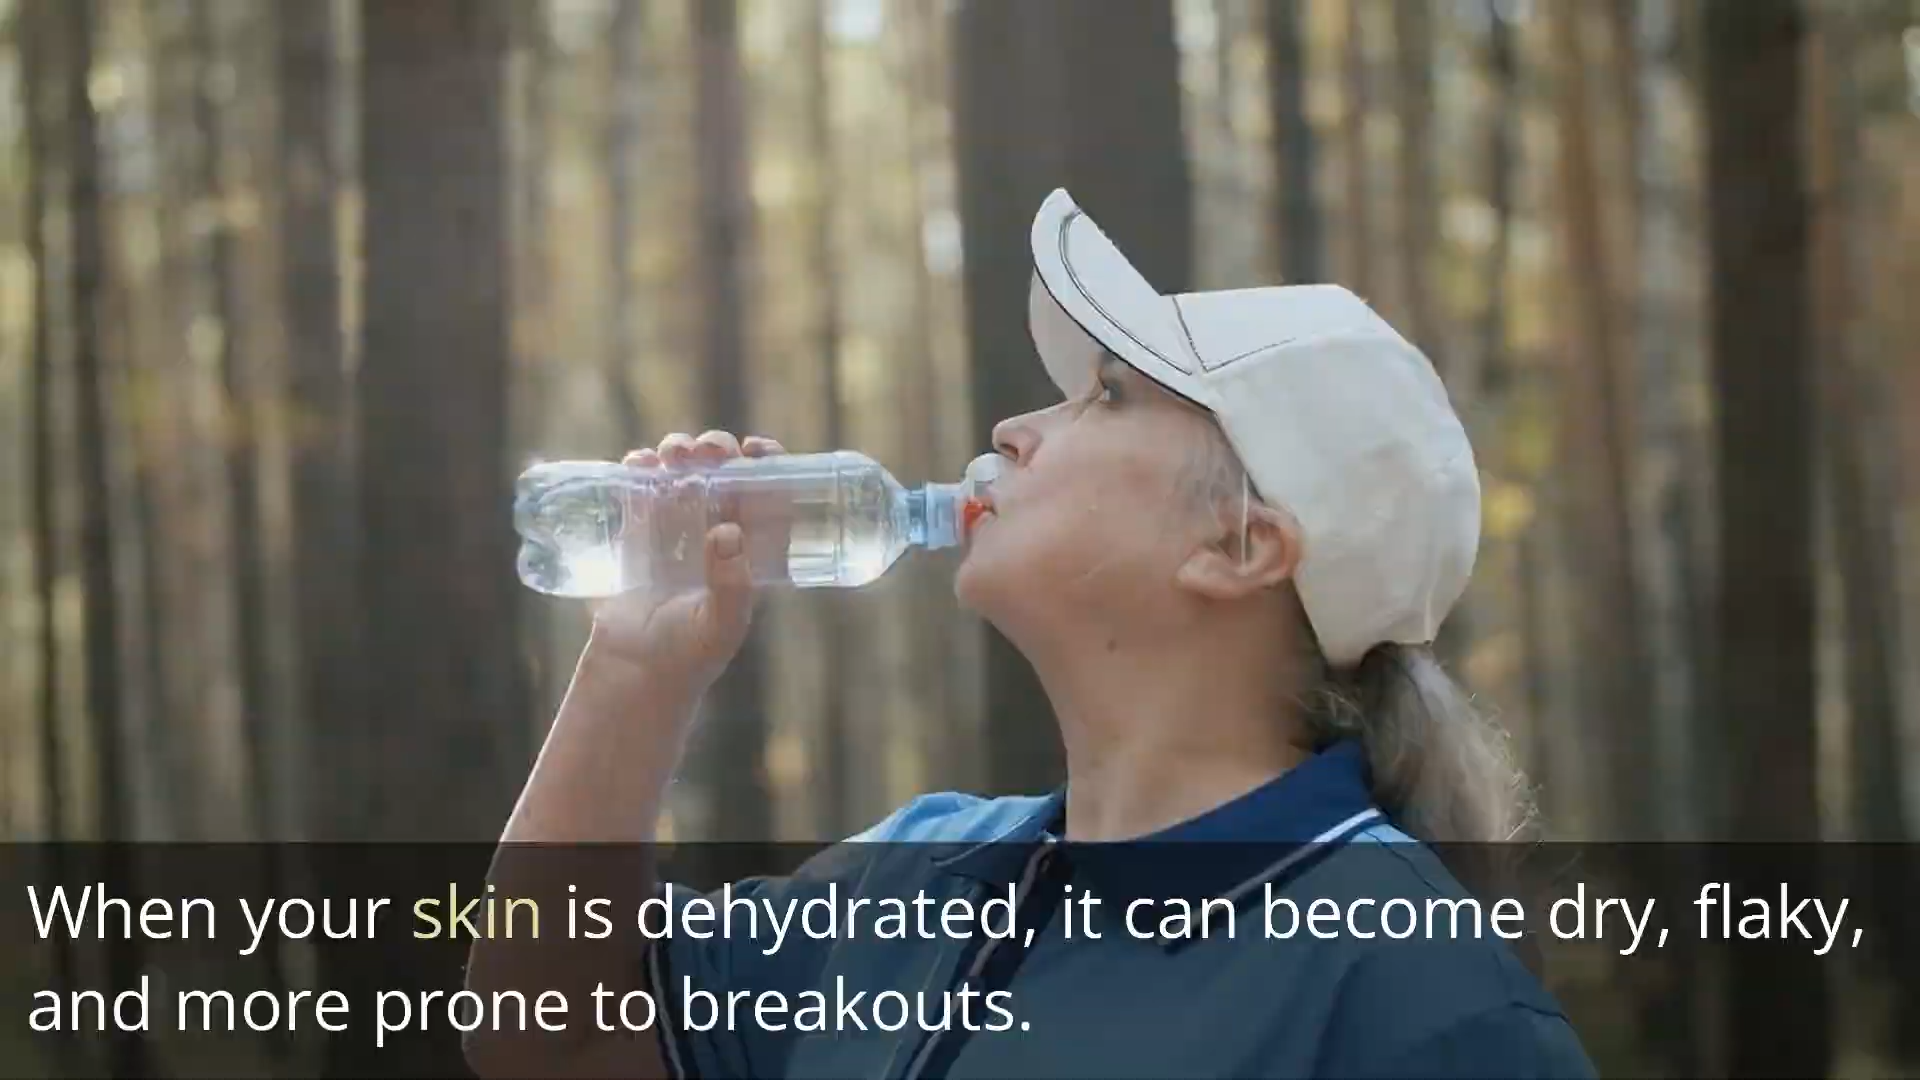 When your skin is dehydrated, it can become dry, flaky,
and more prone to breakouts.